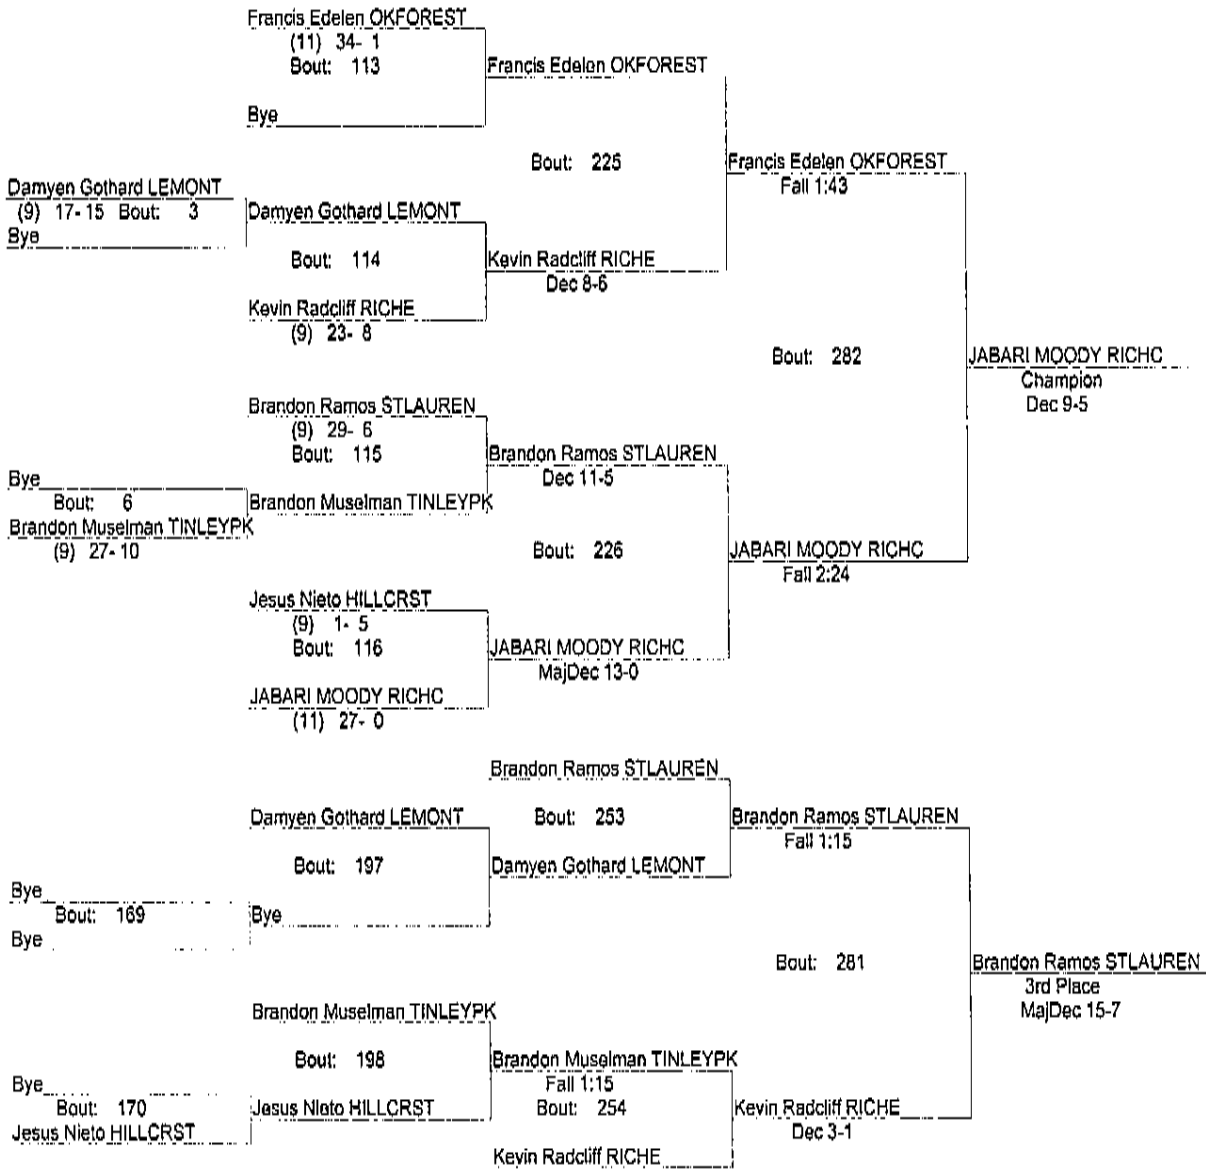 Francis Edelen OKFOREST
(11) 34- 1
Bout: 113
Francis Edelen OKFOREST
Bye
Bout: 225
Francis Edelen OKFOREST
Fall 1:43
Damyen Gothard LEMONT
(9) 17- 15 Bout: 3
Bye
Damyen Gothard LEMONT
Bout: 114
Kevin Radcliff RICHE
Dec 8-6
Kevin Radcliff RICHE
(9) 23- 8
Bout: 282
JABARI MOODY RICHC
Champion
Dec 9-5
Brandon Ramos STLAUREN
(9) 29- 6
Bout: 115
Brandon Ramos STLAUREN
Dec 11-5
Bye
Bout: 6
Brandon Muselman TINLEYPK
Brandon Muselman TINLEYPK
(9) 27- 10
Bout: 226
JABARI MOODY RICHC
Fall 2:24
Jesus Nieto HILLCRST
(9) 1- 5
Bout: 116
JABARI MOODY RICHC
MajDec 13-0
JABARI MOODY RICHC
(11) 27- 0
Brandon Ramos STLAUREN
Damyen Gothard LEMONT
Bout: 253
Brandon Ramos STLAUREN
Fall 1:15
Bout: 197
Damyen Gothard LEMONT
Bye
Bout: 169
Bye
Bye
Bout: 281
Brandon Ramos STLAUREN
3rd Place
MajDec 15-7
Brandon Muselman TINLEYPK
Bout: 198
Brandon Muselman TINLEYPK
Fall 1:15
Bye
Bout: 170
Jesus Nieto HILLCRST
Jesus Nieto HILLCRST
Bout: 254
Kevin Radcliff RICHE
Dec 3-1
Kevin Radcliff RICHE